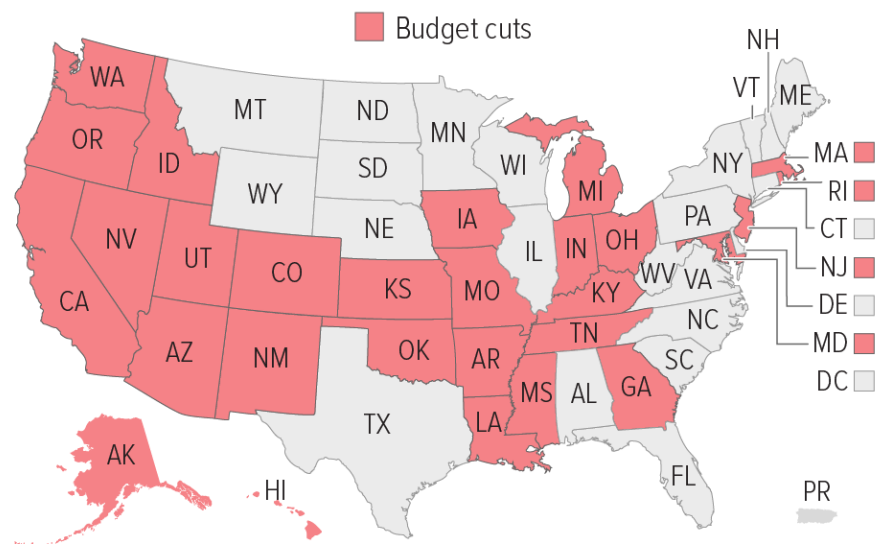 Budget cuts
NH
WA
VT
ME
MT
ND
MN
OR
MA
ID
WI
NY
SD
MI
RI
WY
PA
CT
IA
NE
NV
OH
IL
IN
NJ
UT
CO
WV
VA
KS
MO
CA
KY
DE
NC
TN
MD
AZ
OK
NM
AR
SC
DC
MS
AL
GA
LA
TX
AK
FL
HI
PR